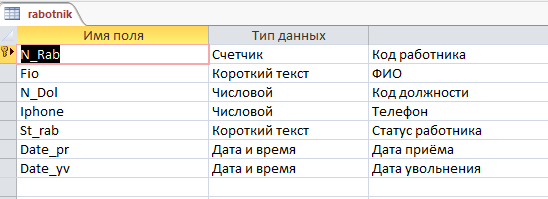 rabotnik
Имя поля Тип данных
N_Rab Счетчик Код работника
Fio Короткий текст ФИО
N_Dol Числовой Код должности
Iphone Числовой Телефон
St_rab Короткий текст Статус работника
Date_pr Дата и время Дата приёма
Date_yv Дата и время Дата увольнения